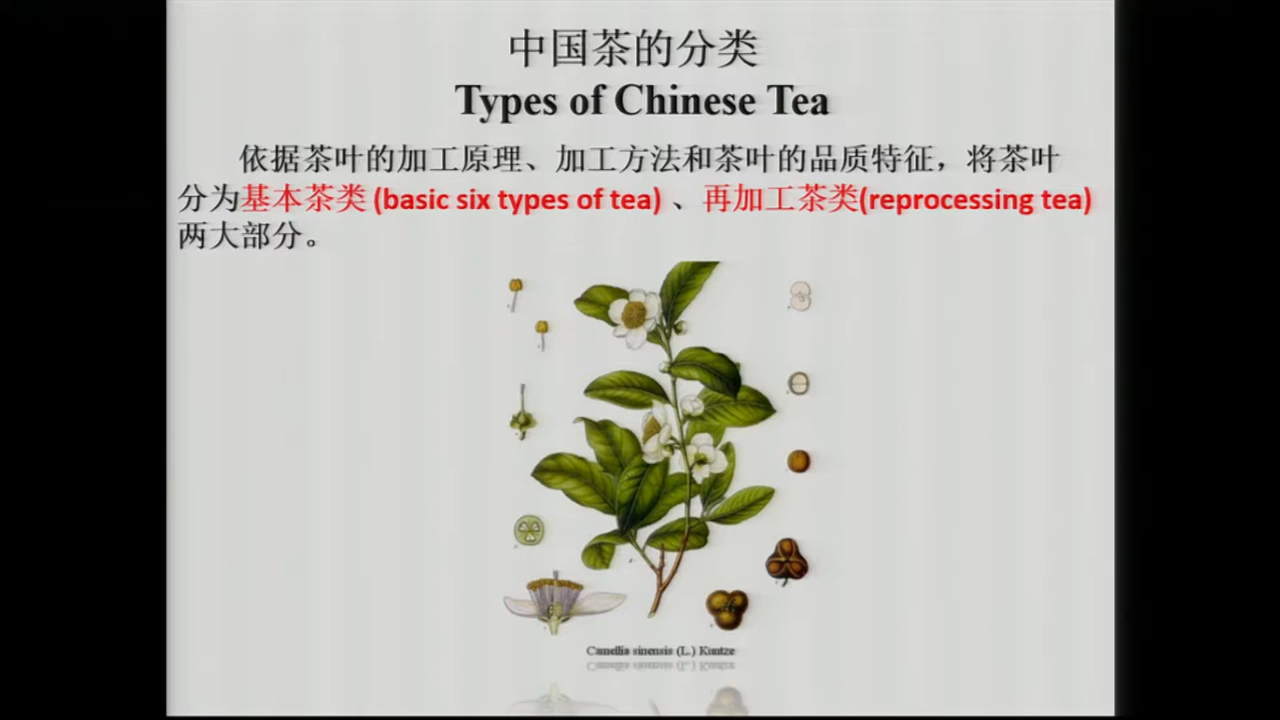 中国茶的分类
Types of Chinese Tea
依据茶叶的加工原理、加工方法和茶叶的品质特征，将茶叶
分为基本茶类 (basic six types of tea) 、再加工茶类(reprocessing tea)
两大部分。
Camellia sinensis (L.) Kuntze